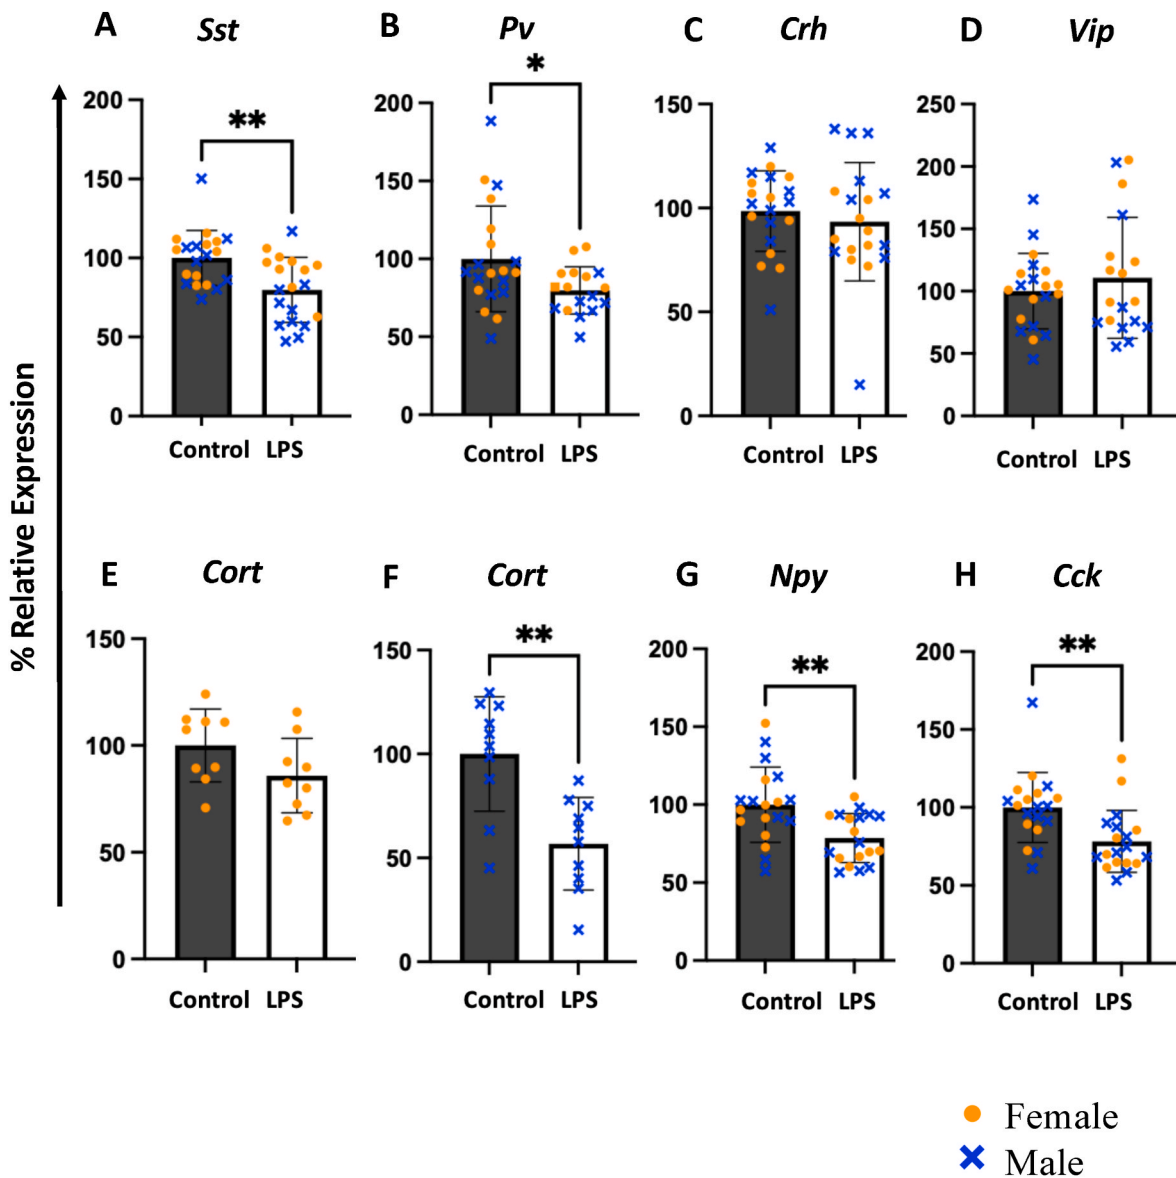 A Sst
B Pv
C Crh
D Vip
% Relative Expression
200
150
100
50
0
**
Control LPS
200
150
100
50
0
*
Control LPS
150
100
50
0
Control LPS
250
200
150
100
50
0
Control LPS
E Cort
F Cort
G Npy
H Cck
150
100
50
0
Control LPS
150
100
50
0
**
Control LPS
200
150
100
50
0
**
Control LPS
200
150
100
50
0
**
Control LPS
Female
Male